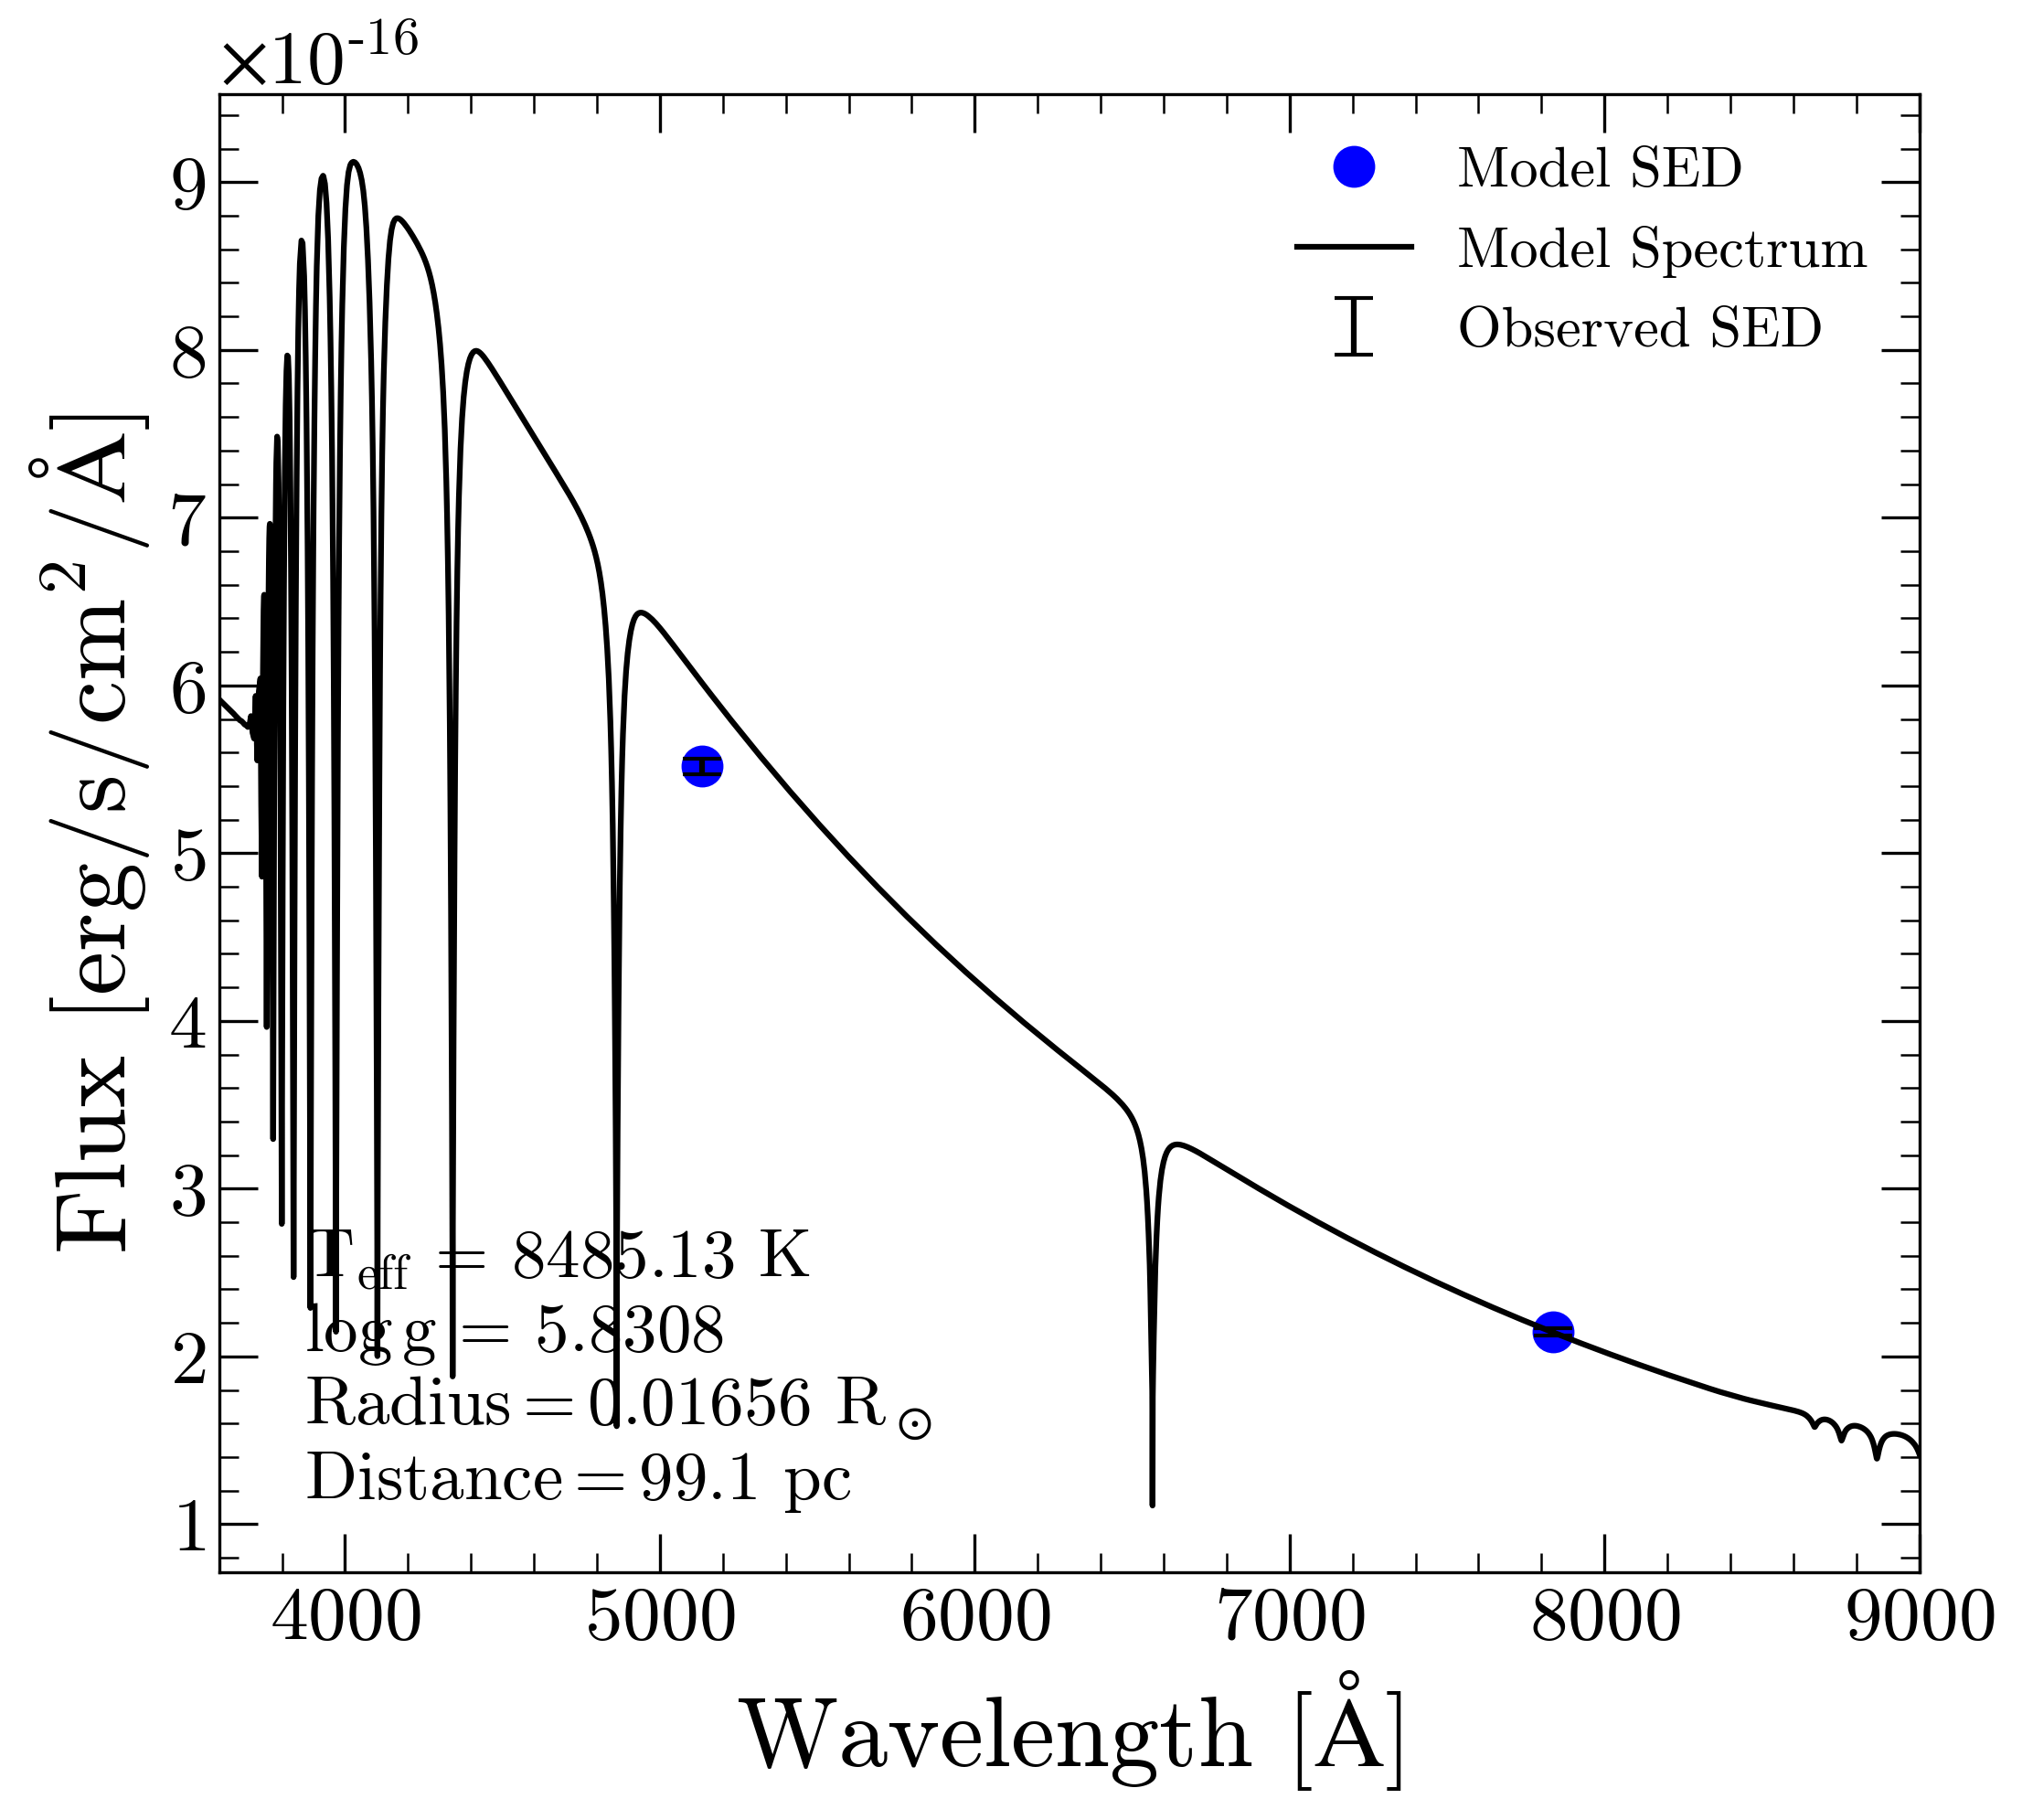 ×10⁻¹⁶
Model SED
Model Spectrum
Observed SED
Flux [erg/s/cm²/Å]
9
8
7
6
5
4
3
2
1
T_eff = 8485.13 K
log g = 5.8308
Radius = 0.01656 R_⊙
Distance = 99.1 pc
4000 5000 6000 7000 8000 9000
Wavelength [Å]